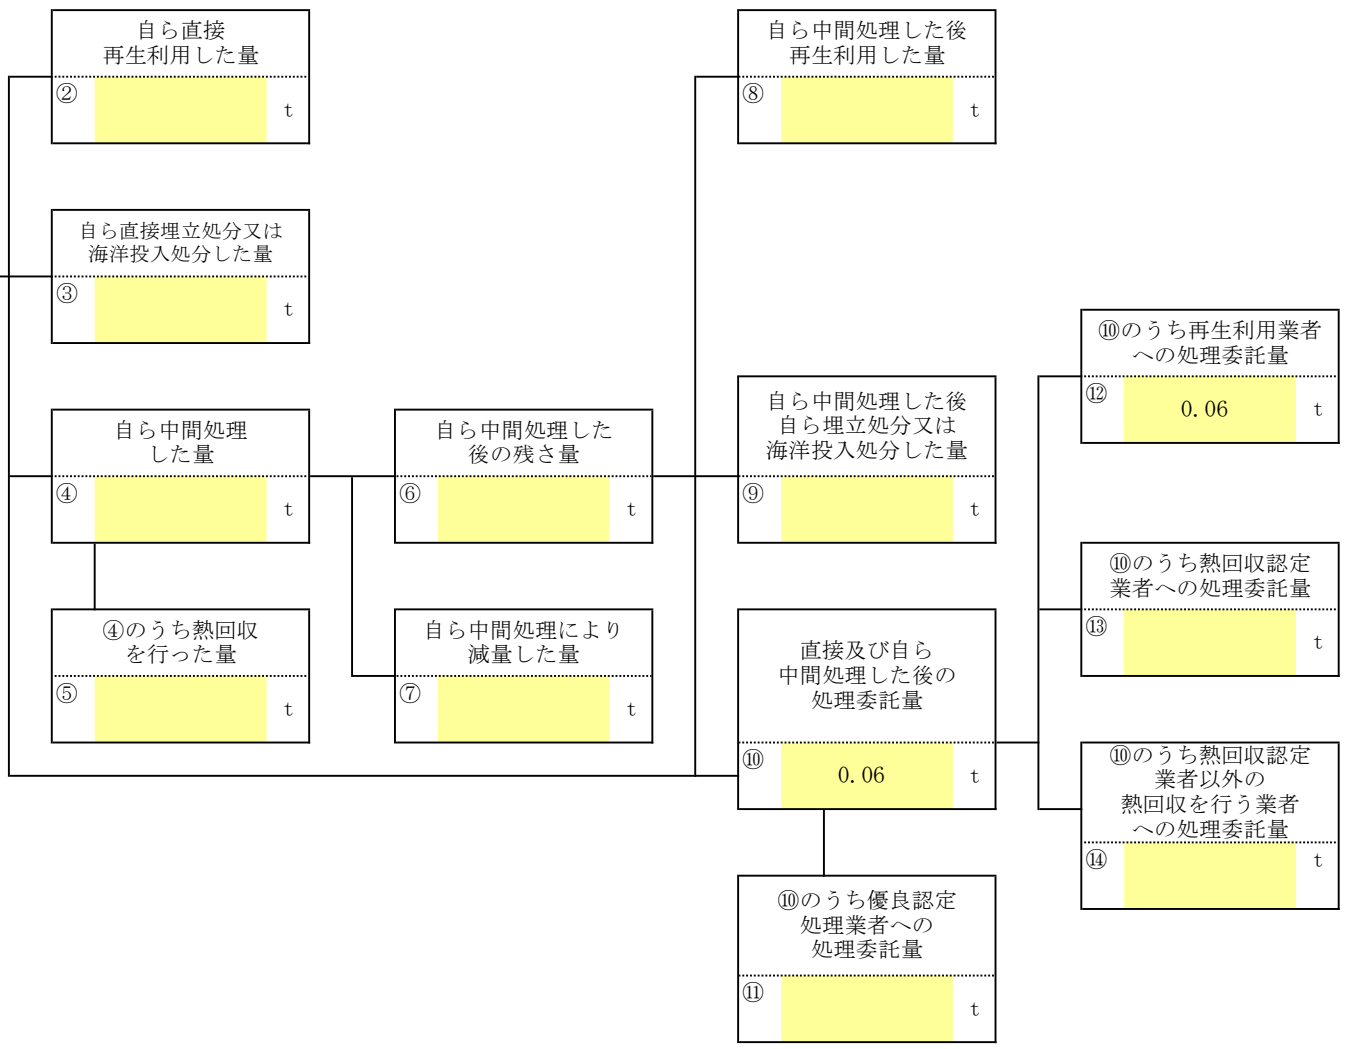 自ら直接
再生利用した量
②
t
自ら中間処理した後
再生利用した量
⑧
t
自ら直接埋立処分又は
海洋投入処分した量
③
t
⑩のうち再生利用業者
への処理委託量
⑫
0.06
t
自ら中間処理
した量
④
t
自ら中間処理した
後の残さ量
⑥
t
自ら中間処理した後
自ら埋立処分又は
海洋投入処分した量
⑨
t
⑩のうち熱回収認定
業者への処理委託量
⑬
t
④のうち熱回収
を行った量
⑤
t
自ら中間処理により
減量した量
⑦
t
直接及び自ら
中間処理した後の
処理委託量
⑩
0.06
t
⑩のうち熱回収認定
業者以外の
熱回収を行う業者
への処理委託量
⑭
t
⑩のうち優良認定
処理業者への
処理委託量
⑪
t